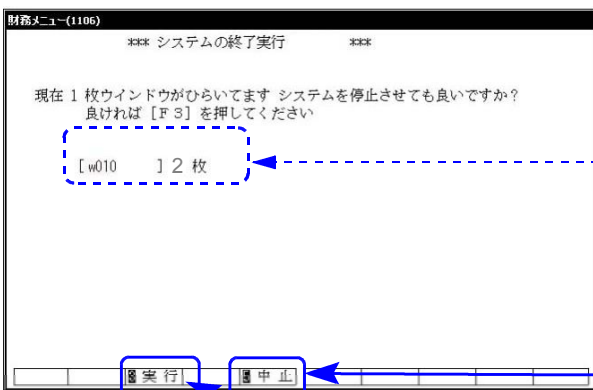 財務メニュー(1106)
*** システムの終了実行 ***
現在 1 枚ウインドウがひらいてます システムを停止させても良いですか?
良ければ [F3] を押してください
[w010 ] 2 枚
実 行 中 止